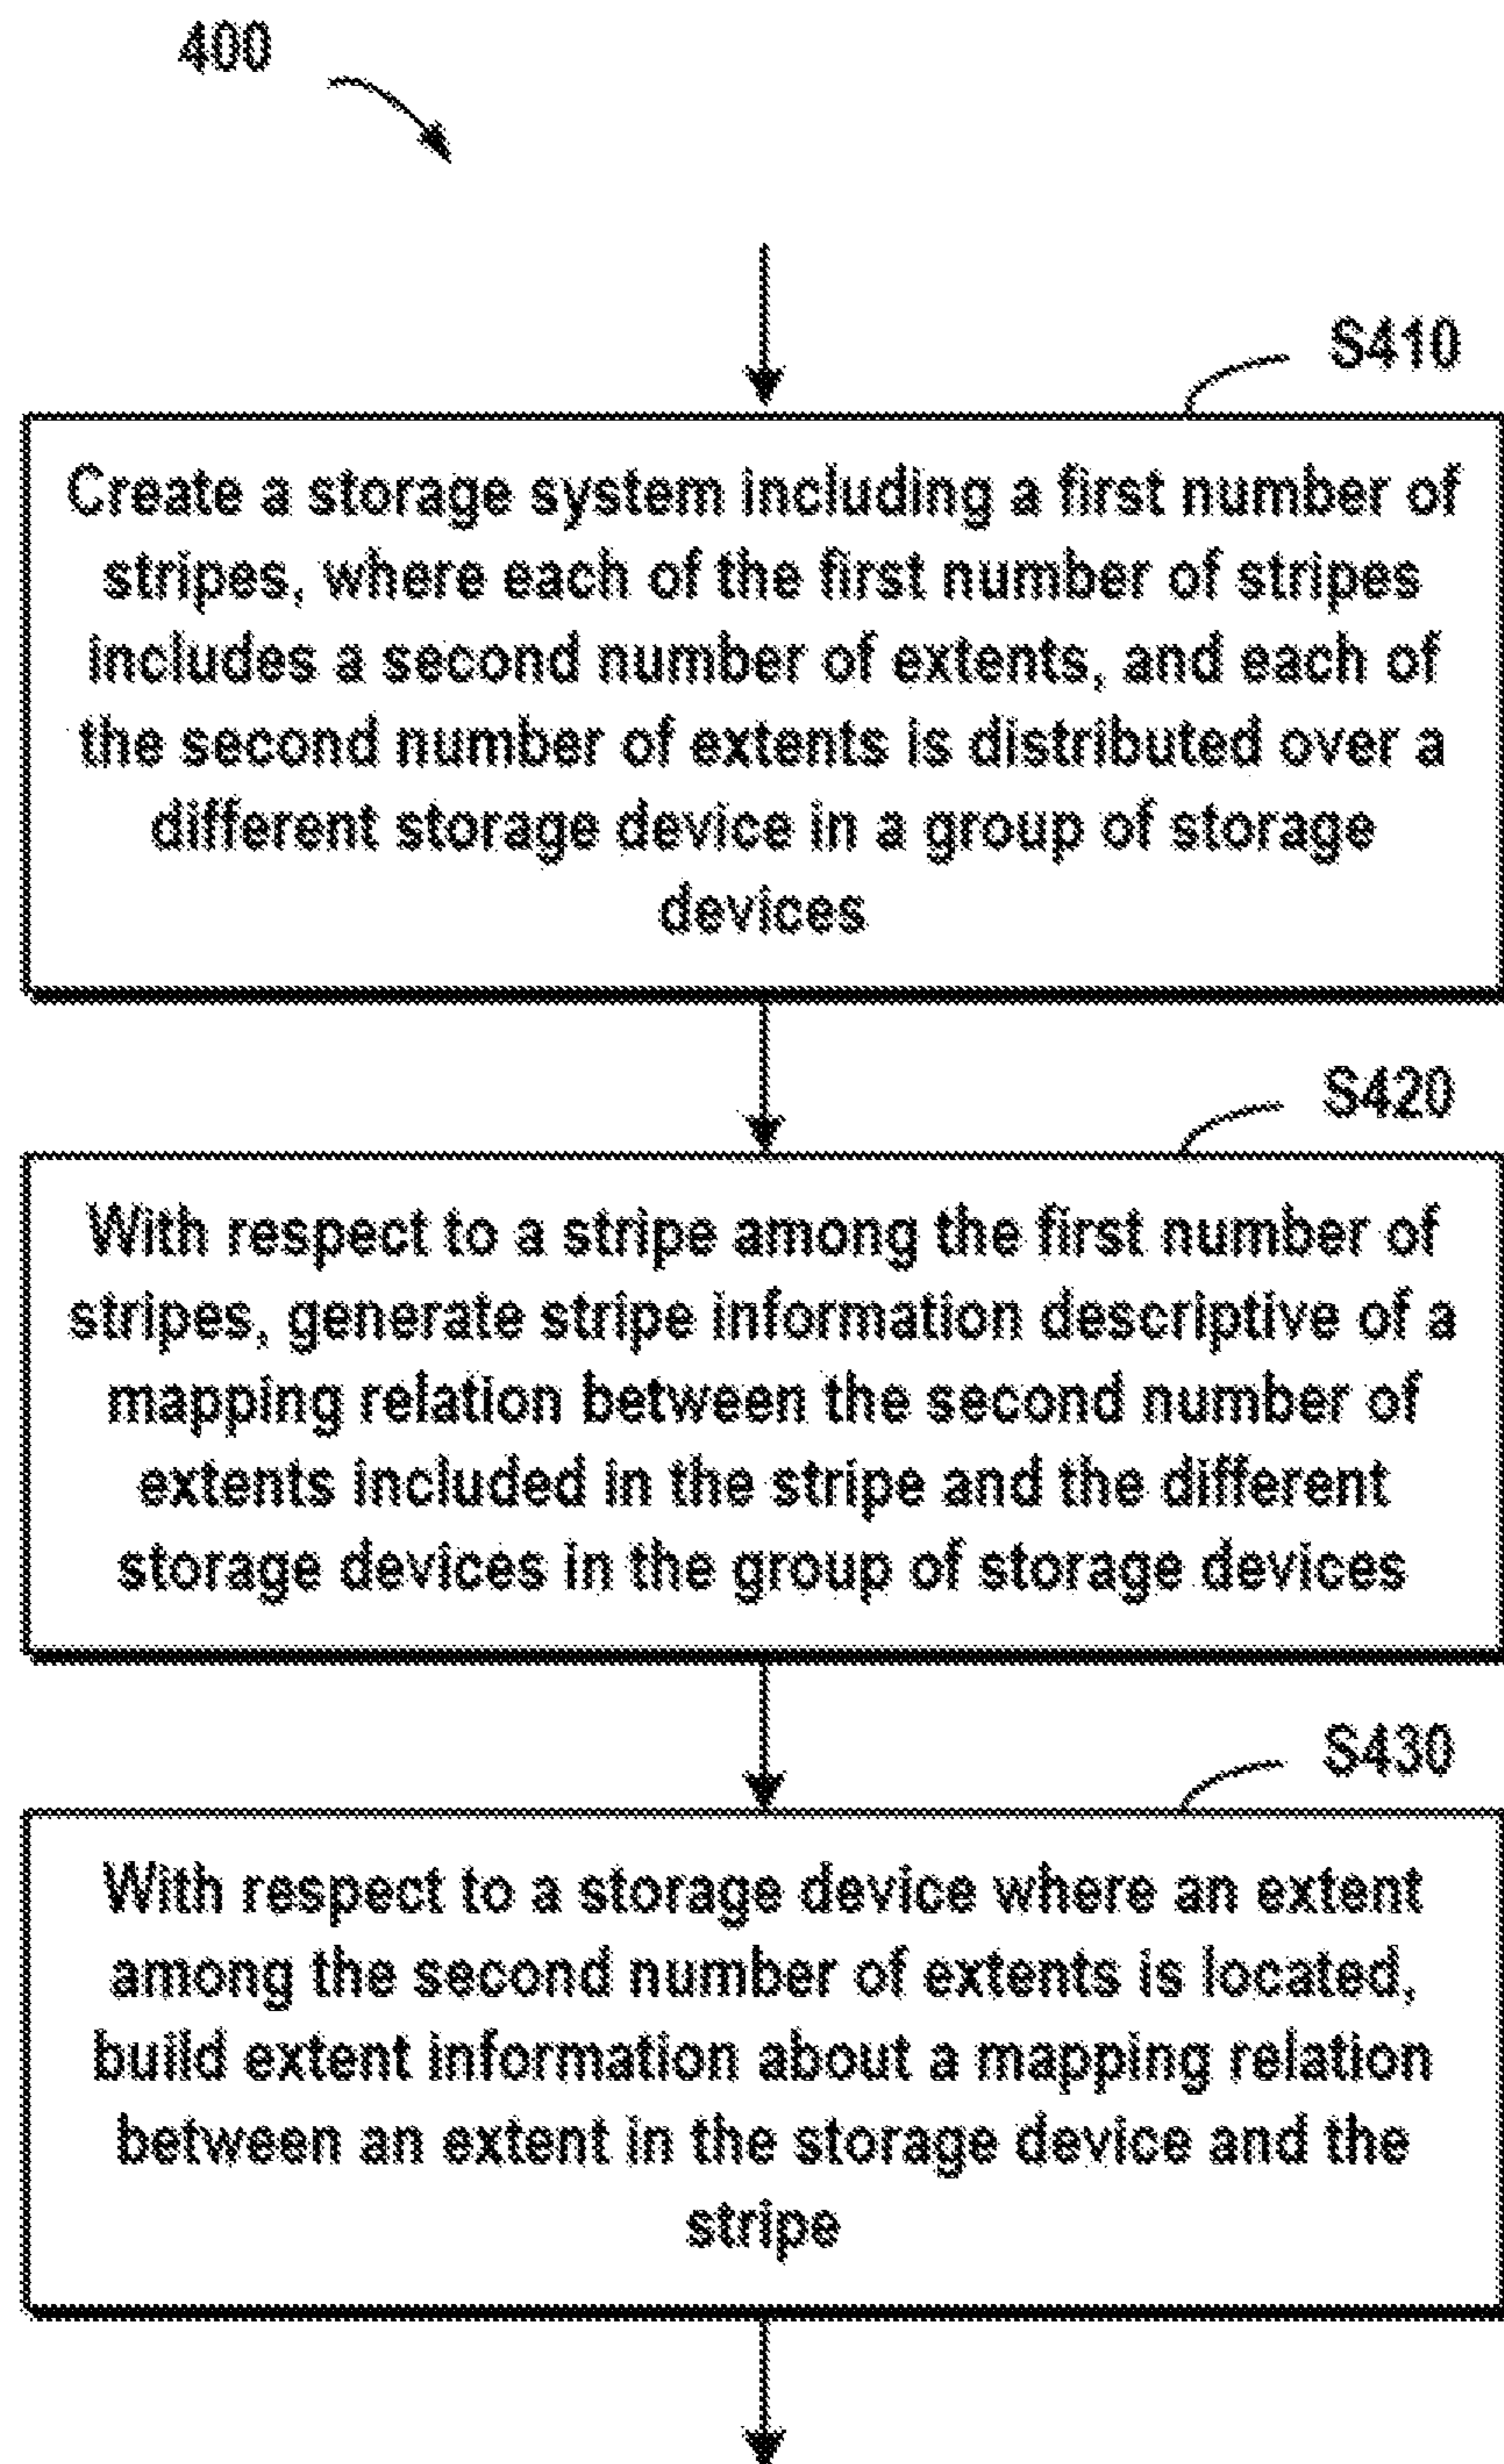 400
S410
Create a storage system including a first number of
stripes, where each of the first number of stripes
includes a second number of extents, and each of
the second number of extents is distributed over a
different storage device in a group of storage
devices
S420
With respect to a stripe among the first number of
stripes, generate stripe information descriptive of a
mapping relation between the second number of
extents included in the stripe and the different
storage devices in the group of storage devices
S430
With respect to a storage device where an extent
among the second number of extents is located,
build extent information about a mapping relation
between an extent in the storage device and the
stripe